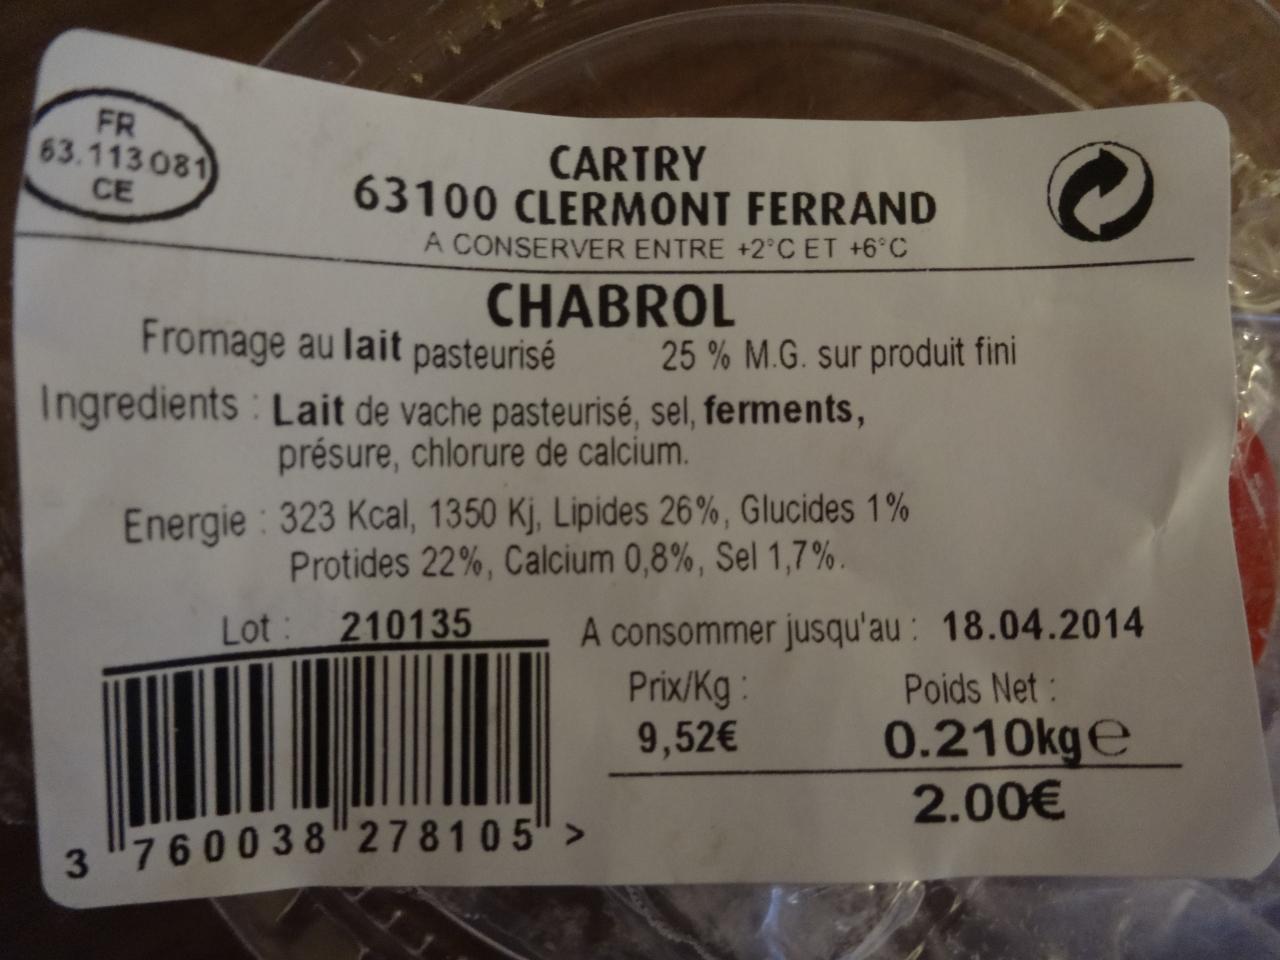 FR
63.113081
CE
CARTRY
63100 CLERMONT FERRAND
A CONSERVER ENTRE +2°C ET +6°C
CHABROL
Fromage au lait pasteurisé 25 % M.G. sur produit fini
Ingredients : Lait de vache pasteurisé, sel, ferments,
présure, chlorure de calcium.
Energie : 323 Kcal, 1350 Kj, Lipides 26%, Glucides 1%
Protides 22%, Calcium 0,8%, Sel 1,7%.
Lot : 210135 A consommer jusqu'au : 18.04.2014
Prix/Kg : Poids Net :
9,52€ 0.210kg e
2.00€
3 760038 278105 >